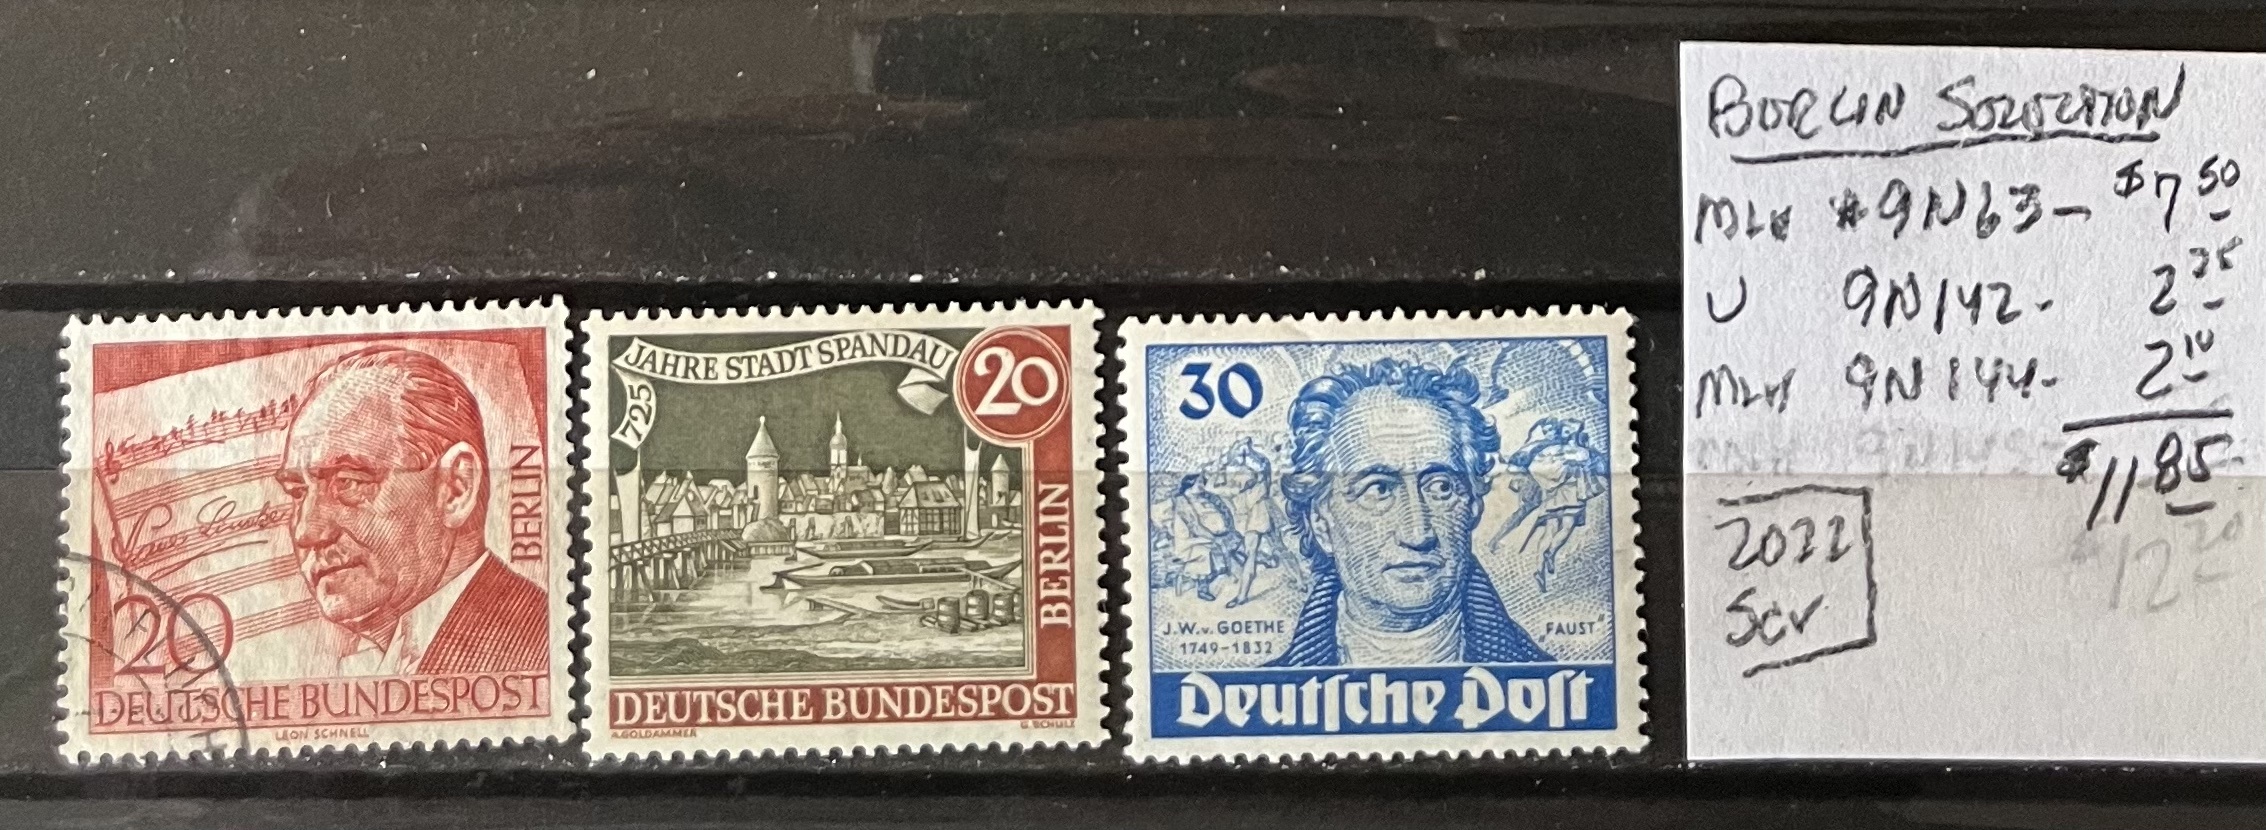 20
BERLIN
DEUTSCHE BUNDESPOST
LEON SCHNELL
725 JAHRE STADT SPANDAU
20
BERLIN
DEUTSCHE BUNDESPOST
A.GOLDAMMER
G. SCHULZ
30
J.W.v. GOETHE
1749-1832
„FAUST“
Deutsche Post
BERLIN SELECTION
MLH #9N63- $7 50
U 9N142- 2 25
MLH 9N144- 2 10
$11 85
12 20
2022
Scv